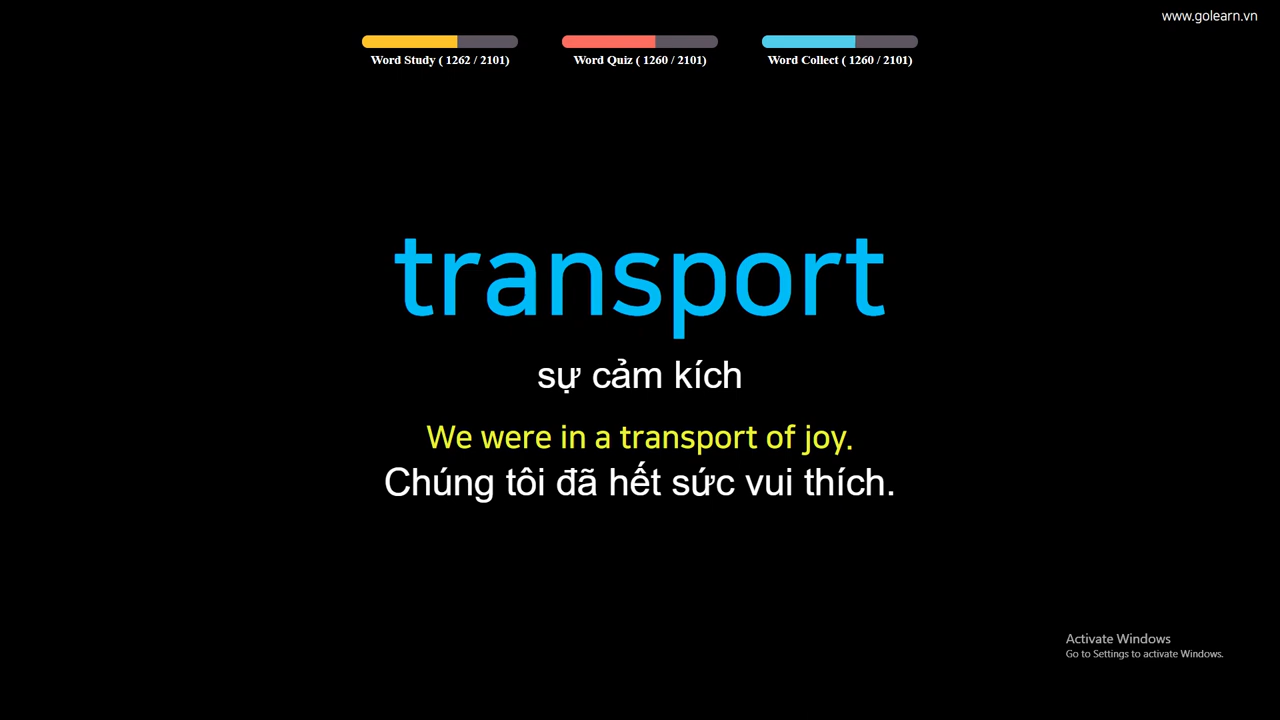 www.golearn.vn
Word Study ( 1262 / 2101) Word Quiz ( 1260 / 2101) Word Collect ( 1260 / 2101)
transport
sự cảm kích
We were in a transport of joy.
Chúng tôi đã hết sức vui thích.
Activate Windows
Go to Settings to activate Windows.